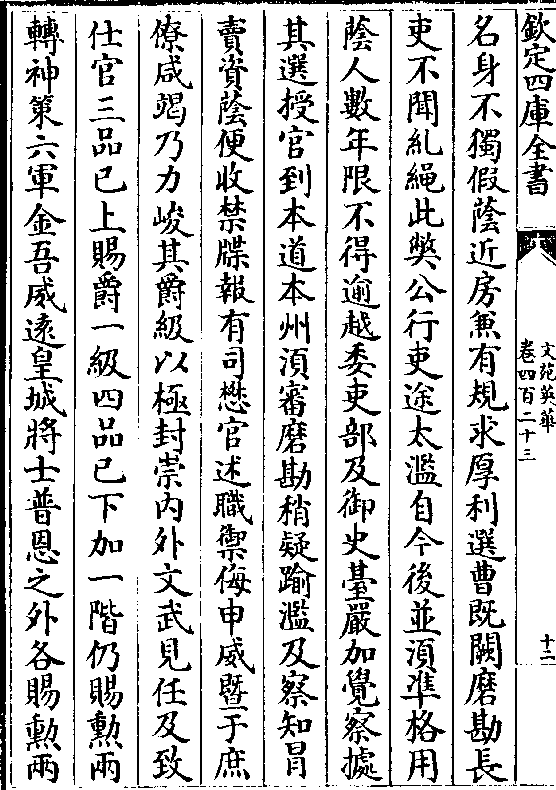 欽定四庫全書
文苑英華
卷四百二十三
十二
名身不獨假蔭近房兼有規求厚利選曹既闕磨勘長
吏不聞糺繩此獘公行吏途太濫自今後並湏凖格用
蔭人數年限不得逾越委吏部及御史臺嚴加覺察據
其選授官到本道本州湏審磨勘稍疑踰濫及察知冐
賣資蔭便收禁牒報有司懋官述職禦侮申威暨于庶
僚咸竭乃力峻其爵級以極封崇内外文武見任及致
仕官三品已上賜爵一級四品已下加一階仍賜勲兩
轉神策六軍金吾威逺皇城將士普恩之外各賜勲兩